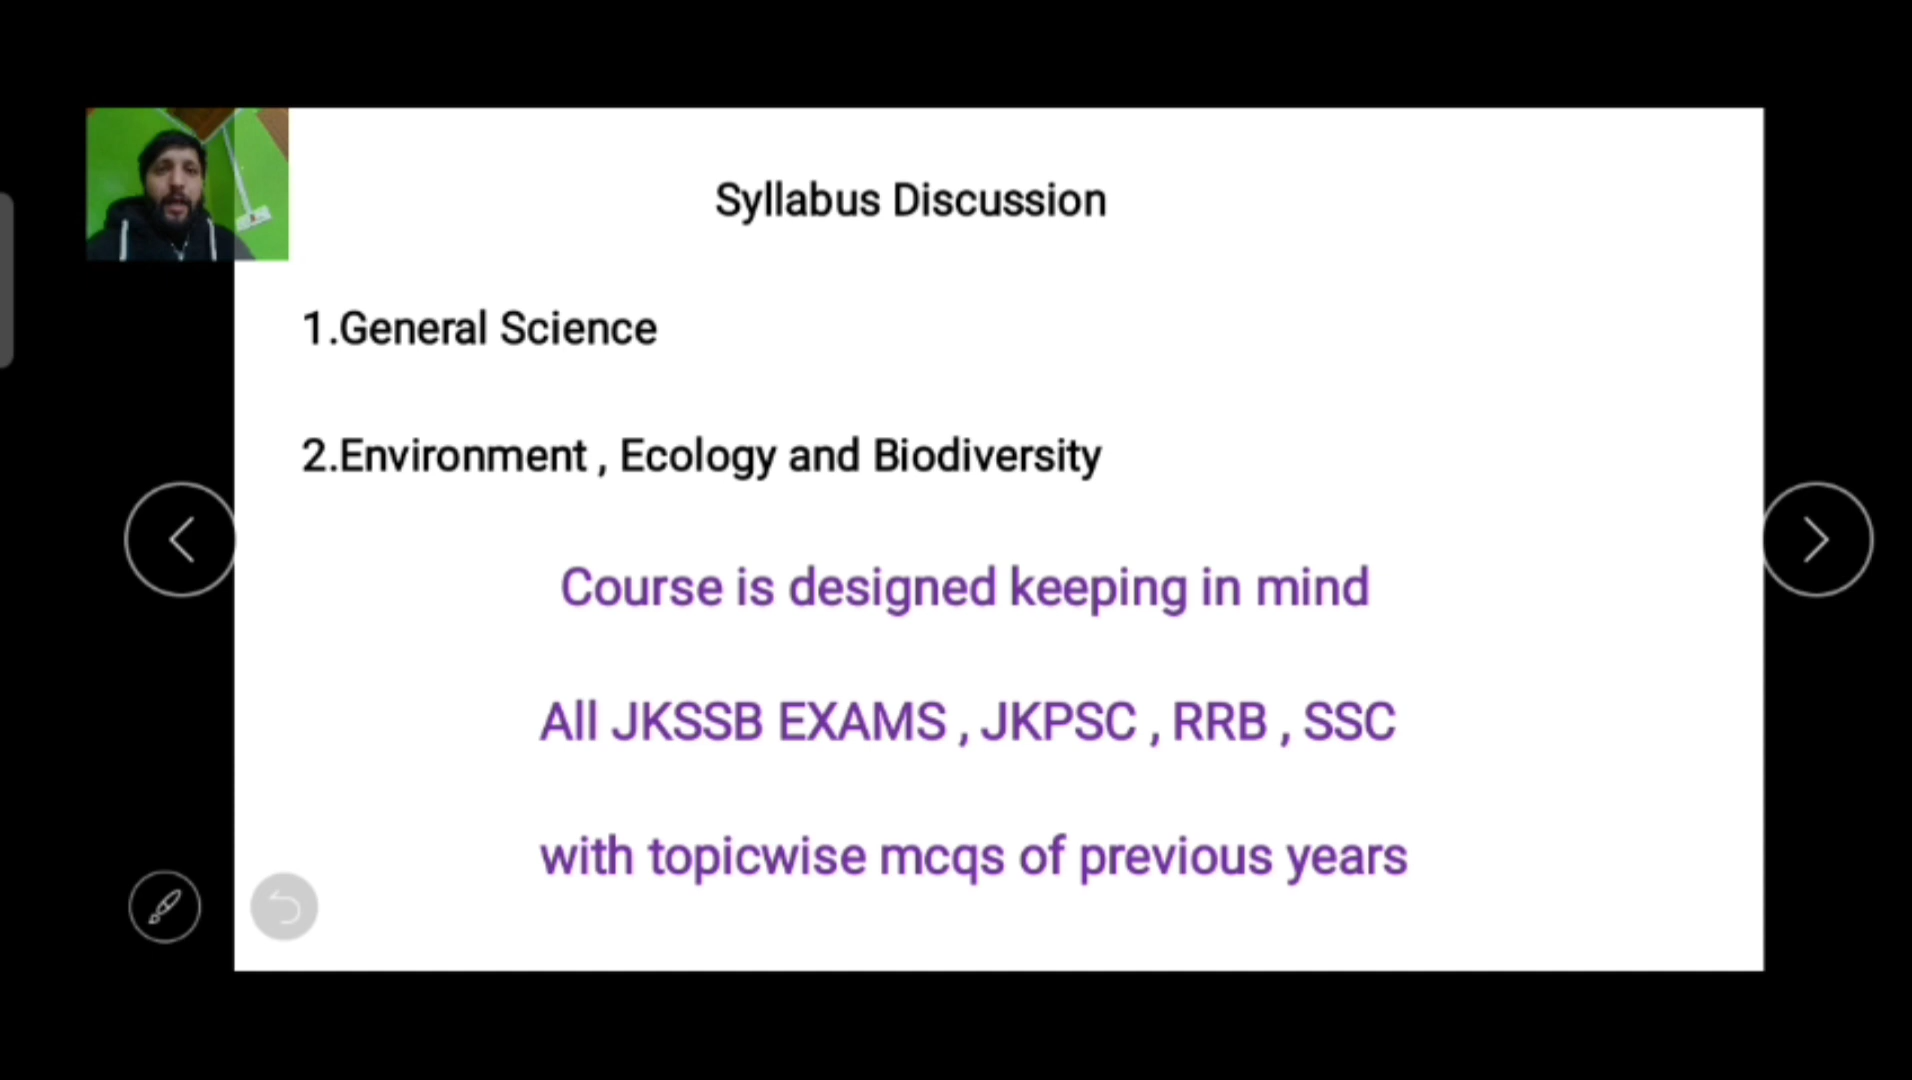 Syllabus Discussion
1.General Science
2.Environment , Ecology and Biodiversity
Course is designed keeping in mind
All JKSSB EXAMS , JKPSC , RRB , SSC
with topicwise mcqs of previous years